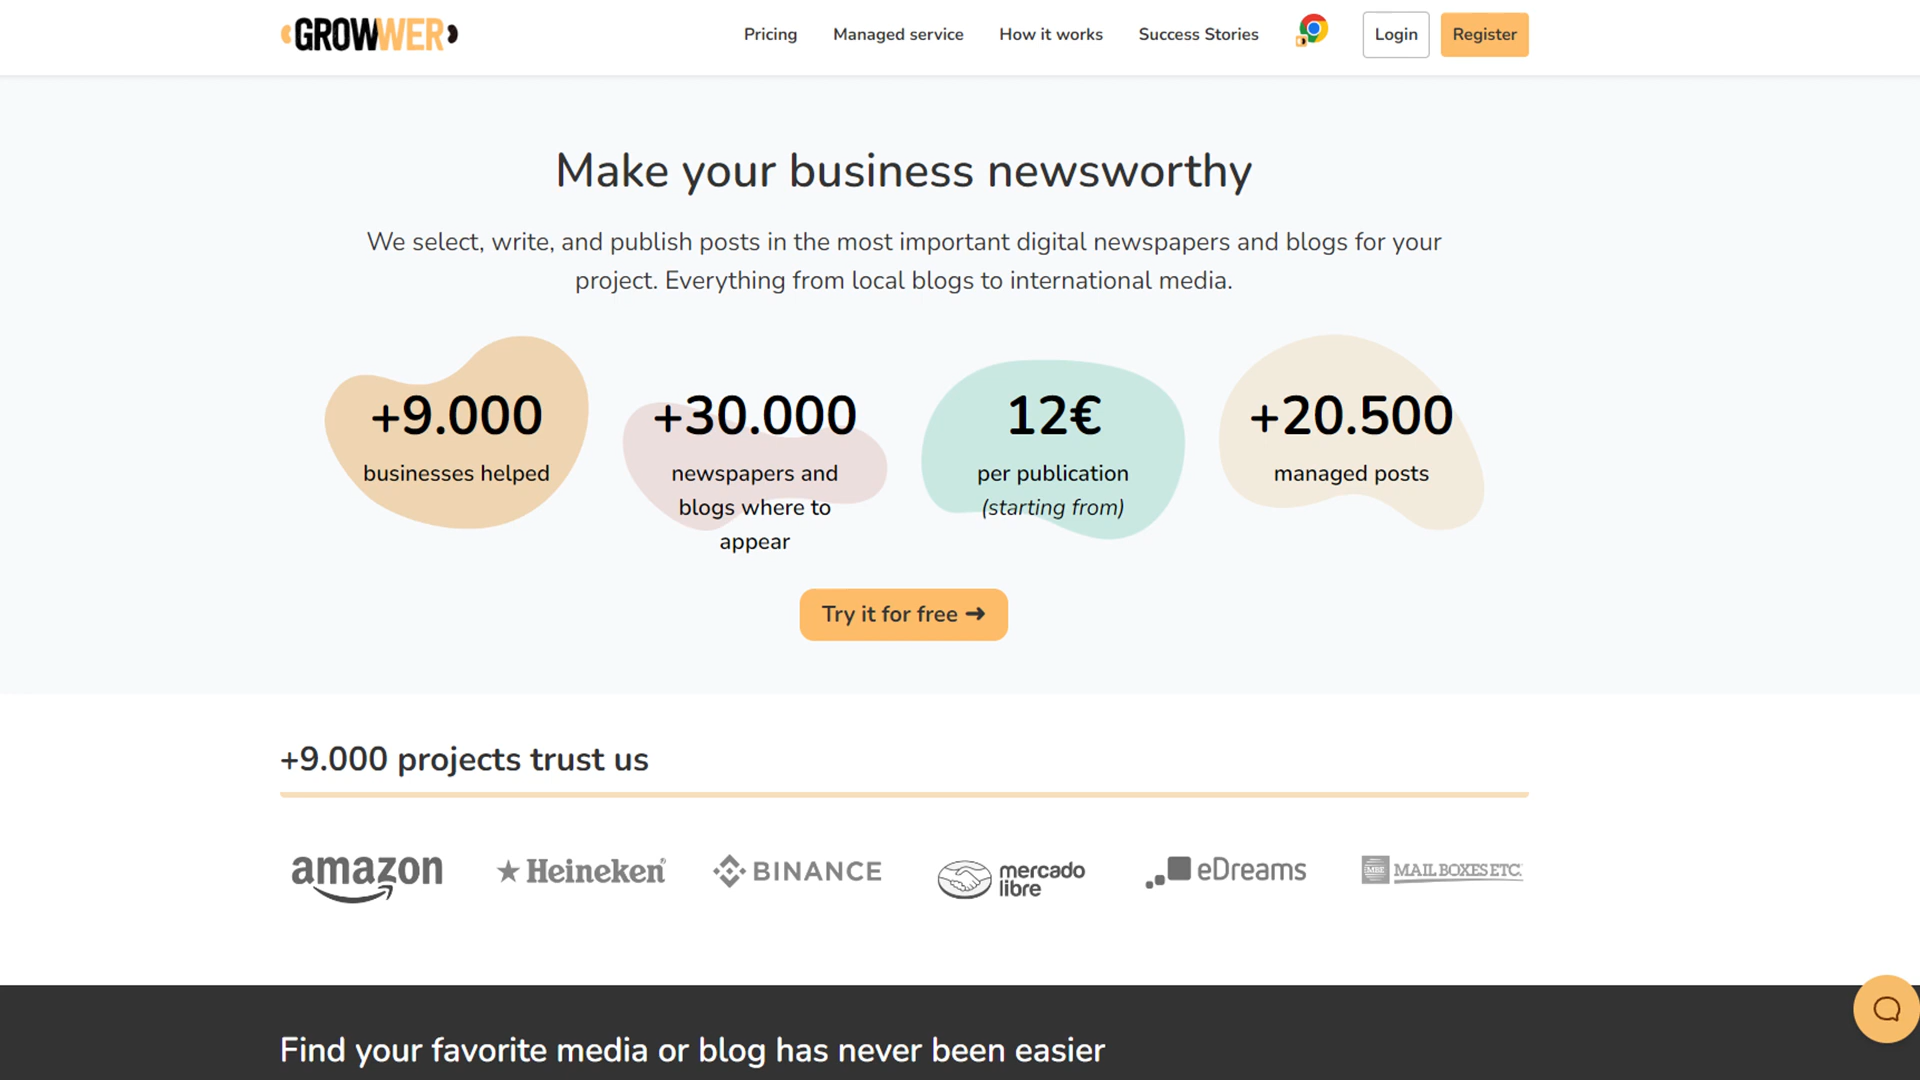 GROWWER
Pricing
Managed service
How it works
Success Stories
Login
Register
Make your business newsworthy
We select, write, and publish posts in the most important digital newspapers and blogs for your
project. Everything from local blogs to international media.
+9.000
businesses helped
+30.000
newspapers and
blogs where to
appear
12€
per publication
(starting from)
+20.500
managed posts
Try it for free ➜
+9.000 projects trust us
amazon
Heineken®
BINANCE
mercado
libre
eDreams
MBE MAIL BOXES ETC.
Find your favorite media or blog has never been easier